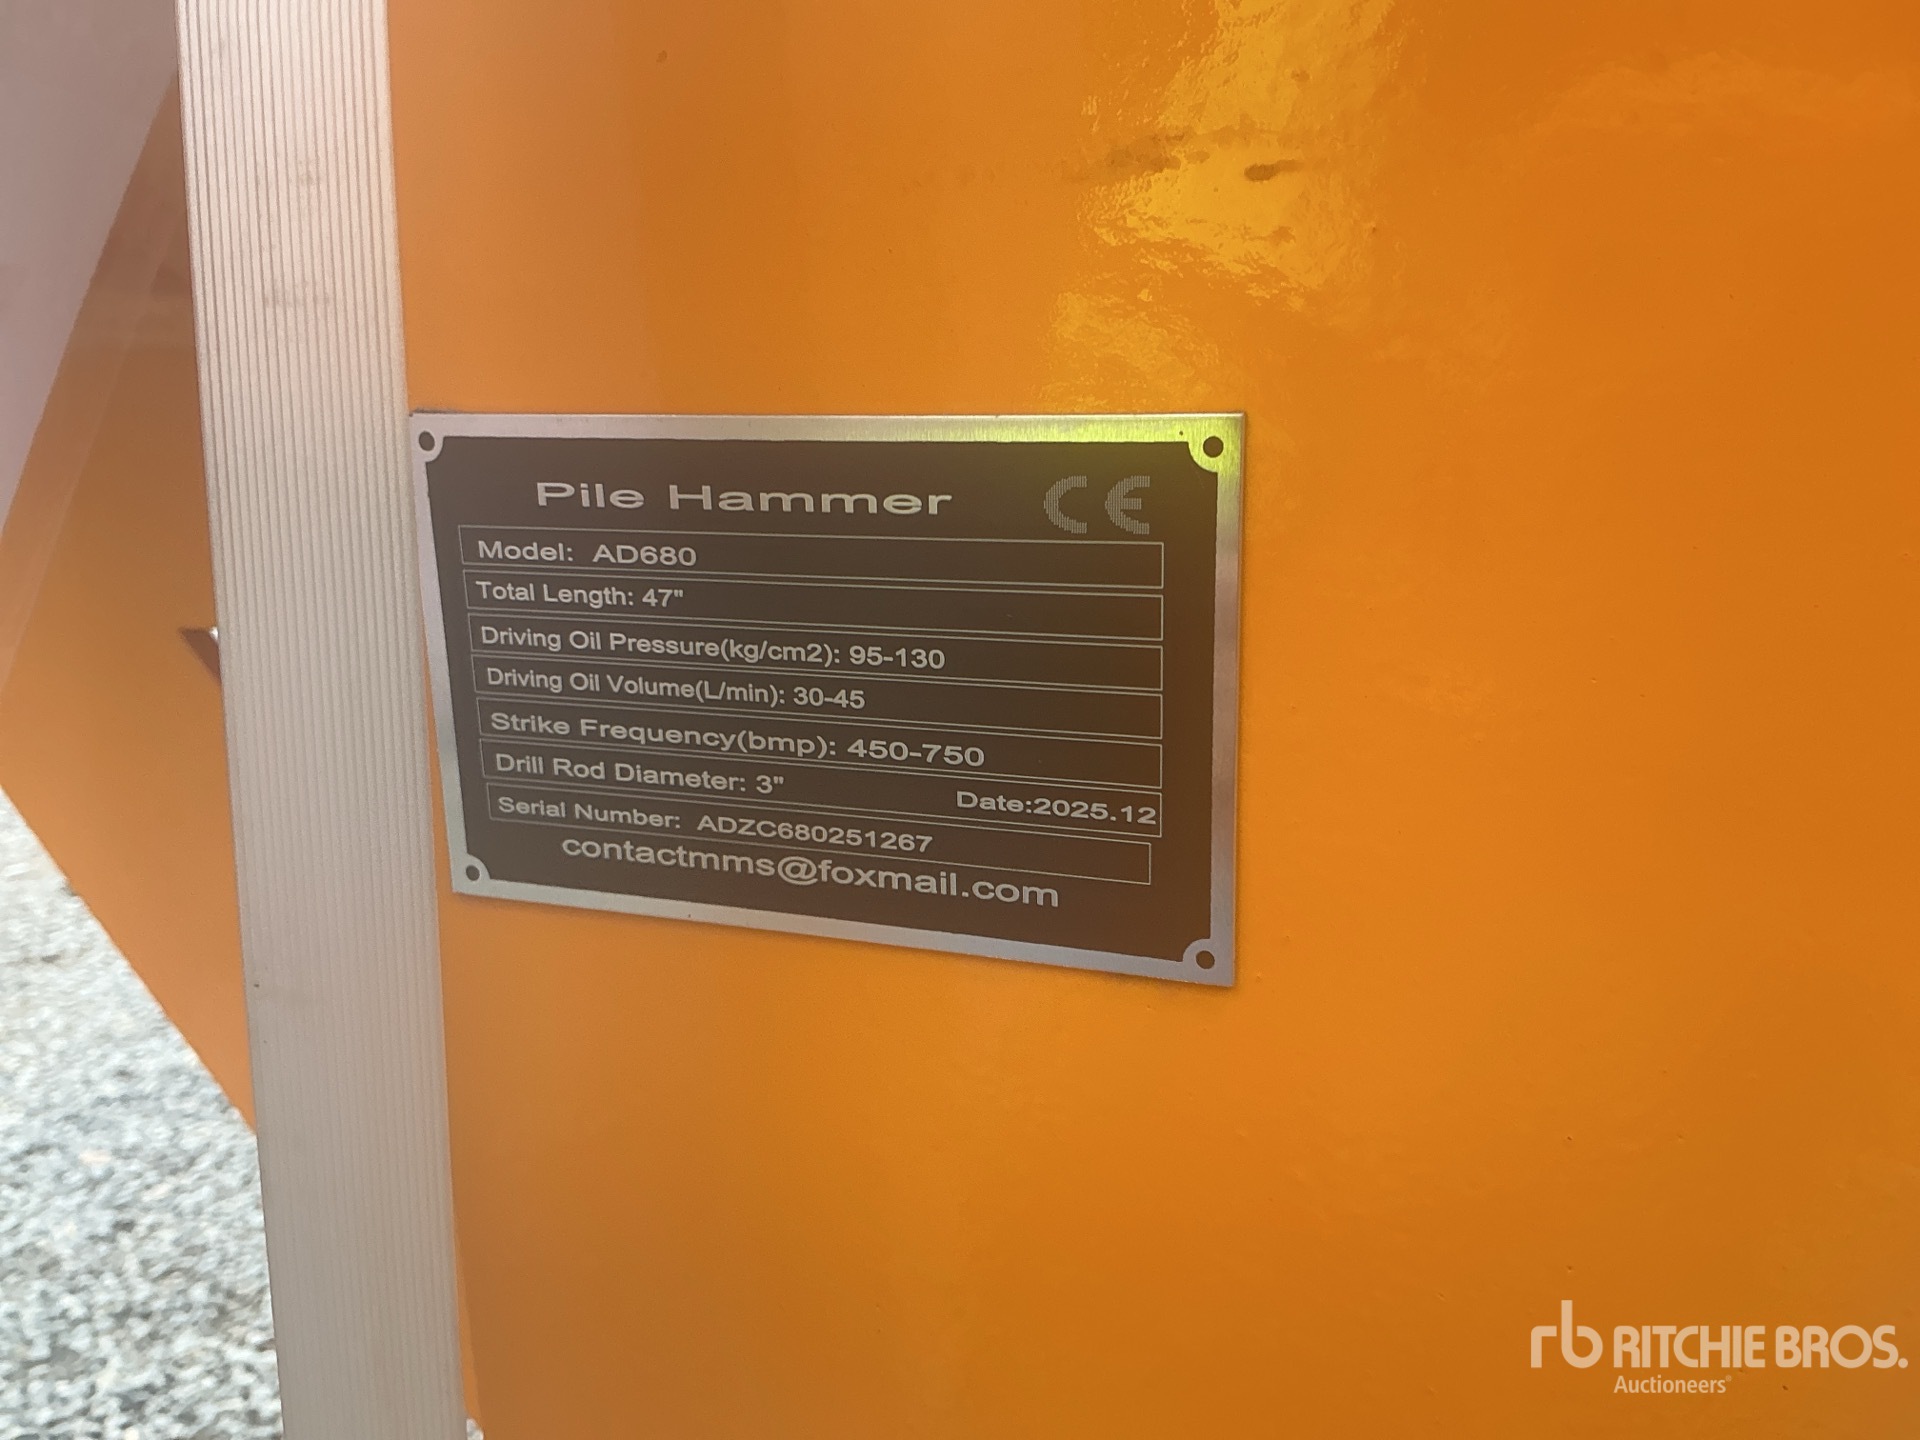 Pile Hammer CE
Model: AD680
Total Length: 47"
Driving Oil Pressure(kg/cm2): 95-130
Driving Oil Volume(L/min): 30-45
Strike Frequency(bmp): 450-750
Drill Rod Diameter: 3" Date:2025.12
Serial Number: ADZC680251267
contactmms@foxmail.com
rb RITCHIE BROS.
Auctioneers